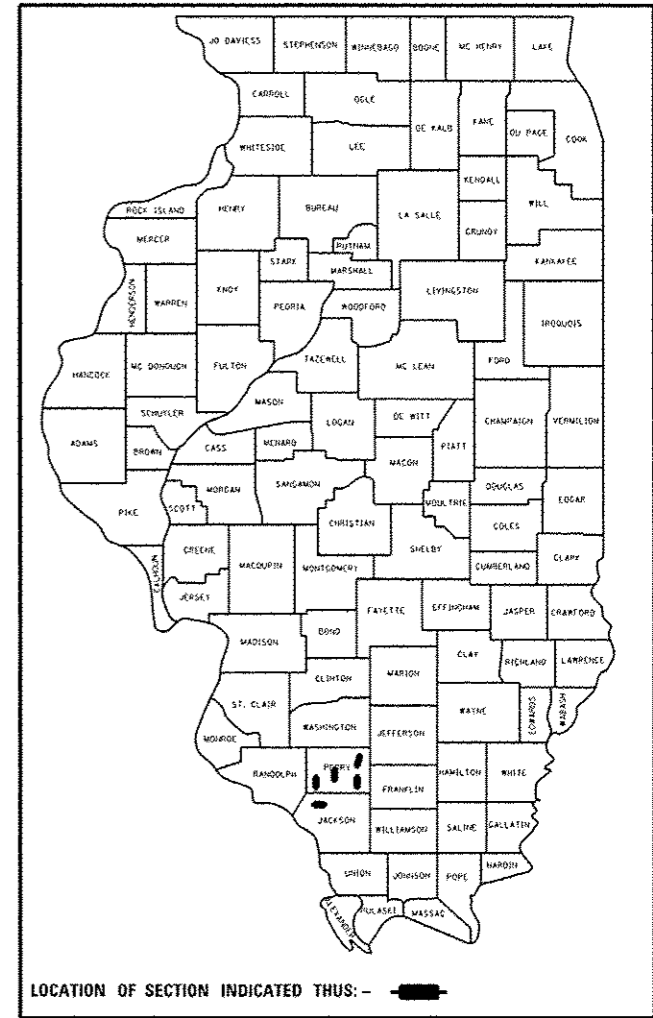 JO DAVIESS STEPHENSON WINNEBAGO BOONE MC HENRY LAKE
CARROLL OGLE DE KALB KANE DU PAGE COOK
WHITESIDE LEE
KENDALL
ROCK ISLAND HENRY BUREAU LA SALLE WILL
MERCER PUTNAM GRUNDY
STARK MARSHALL KANKAKEE
HENDERSON WARREN KNOX PEORIA WOODFORD LIVINGSTON IROQUOIS
HANCOCK MC DONOUGH FULTON TAZEWELL MC LEAN FORD
MASON
SCHUYLER LOGAN DE WITT CHAMPAIGN VERMILION
ADAMS BROWN CASS MENARD MACON PIATT
MORGAN SANGAMON DOUGLAS
PIKE SCOTT CHRISTIAN MOULTRIE COLES EDGAR
GREENE MACOUPIN MONTGOMERY SHELBY CUMBERLAND CLARK
CALHOUN JERSEY
FAYETTE EFFINGHAM JASPER CRAWFORD
MADISON BOND CLAY RICHLAND LAWRENCE
CLINTON MARION
ST. CLAIR WAYNE EDWARDS WABASH
MONROE WASHINGTON JEFFERSON
RANDOLPH PERRY HAMILTON WHITE
FRANKLIN
JACKSON WILLIAMSON SALINE GALLATIN
UNION JOHNSON POPE HARDIN
ALEXANDER PULASKI MASSAC
LOCATION OF SECTION INDICATED THUS: -